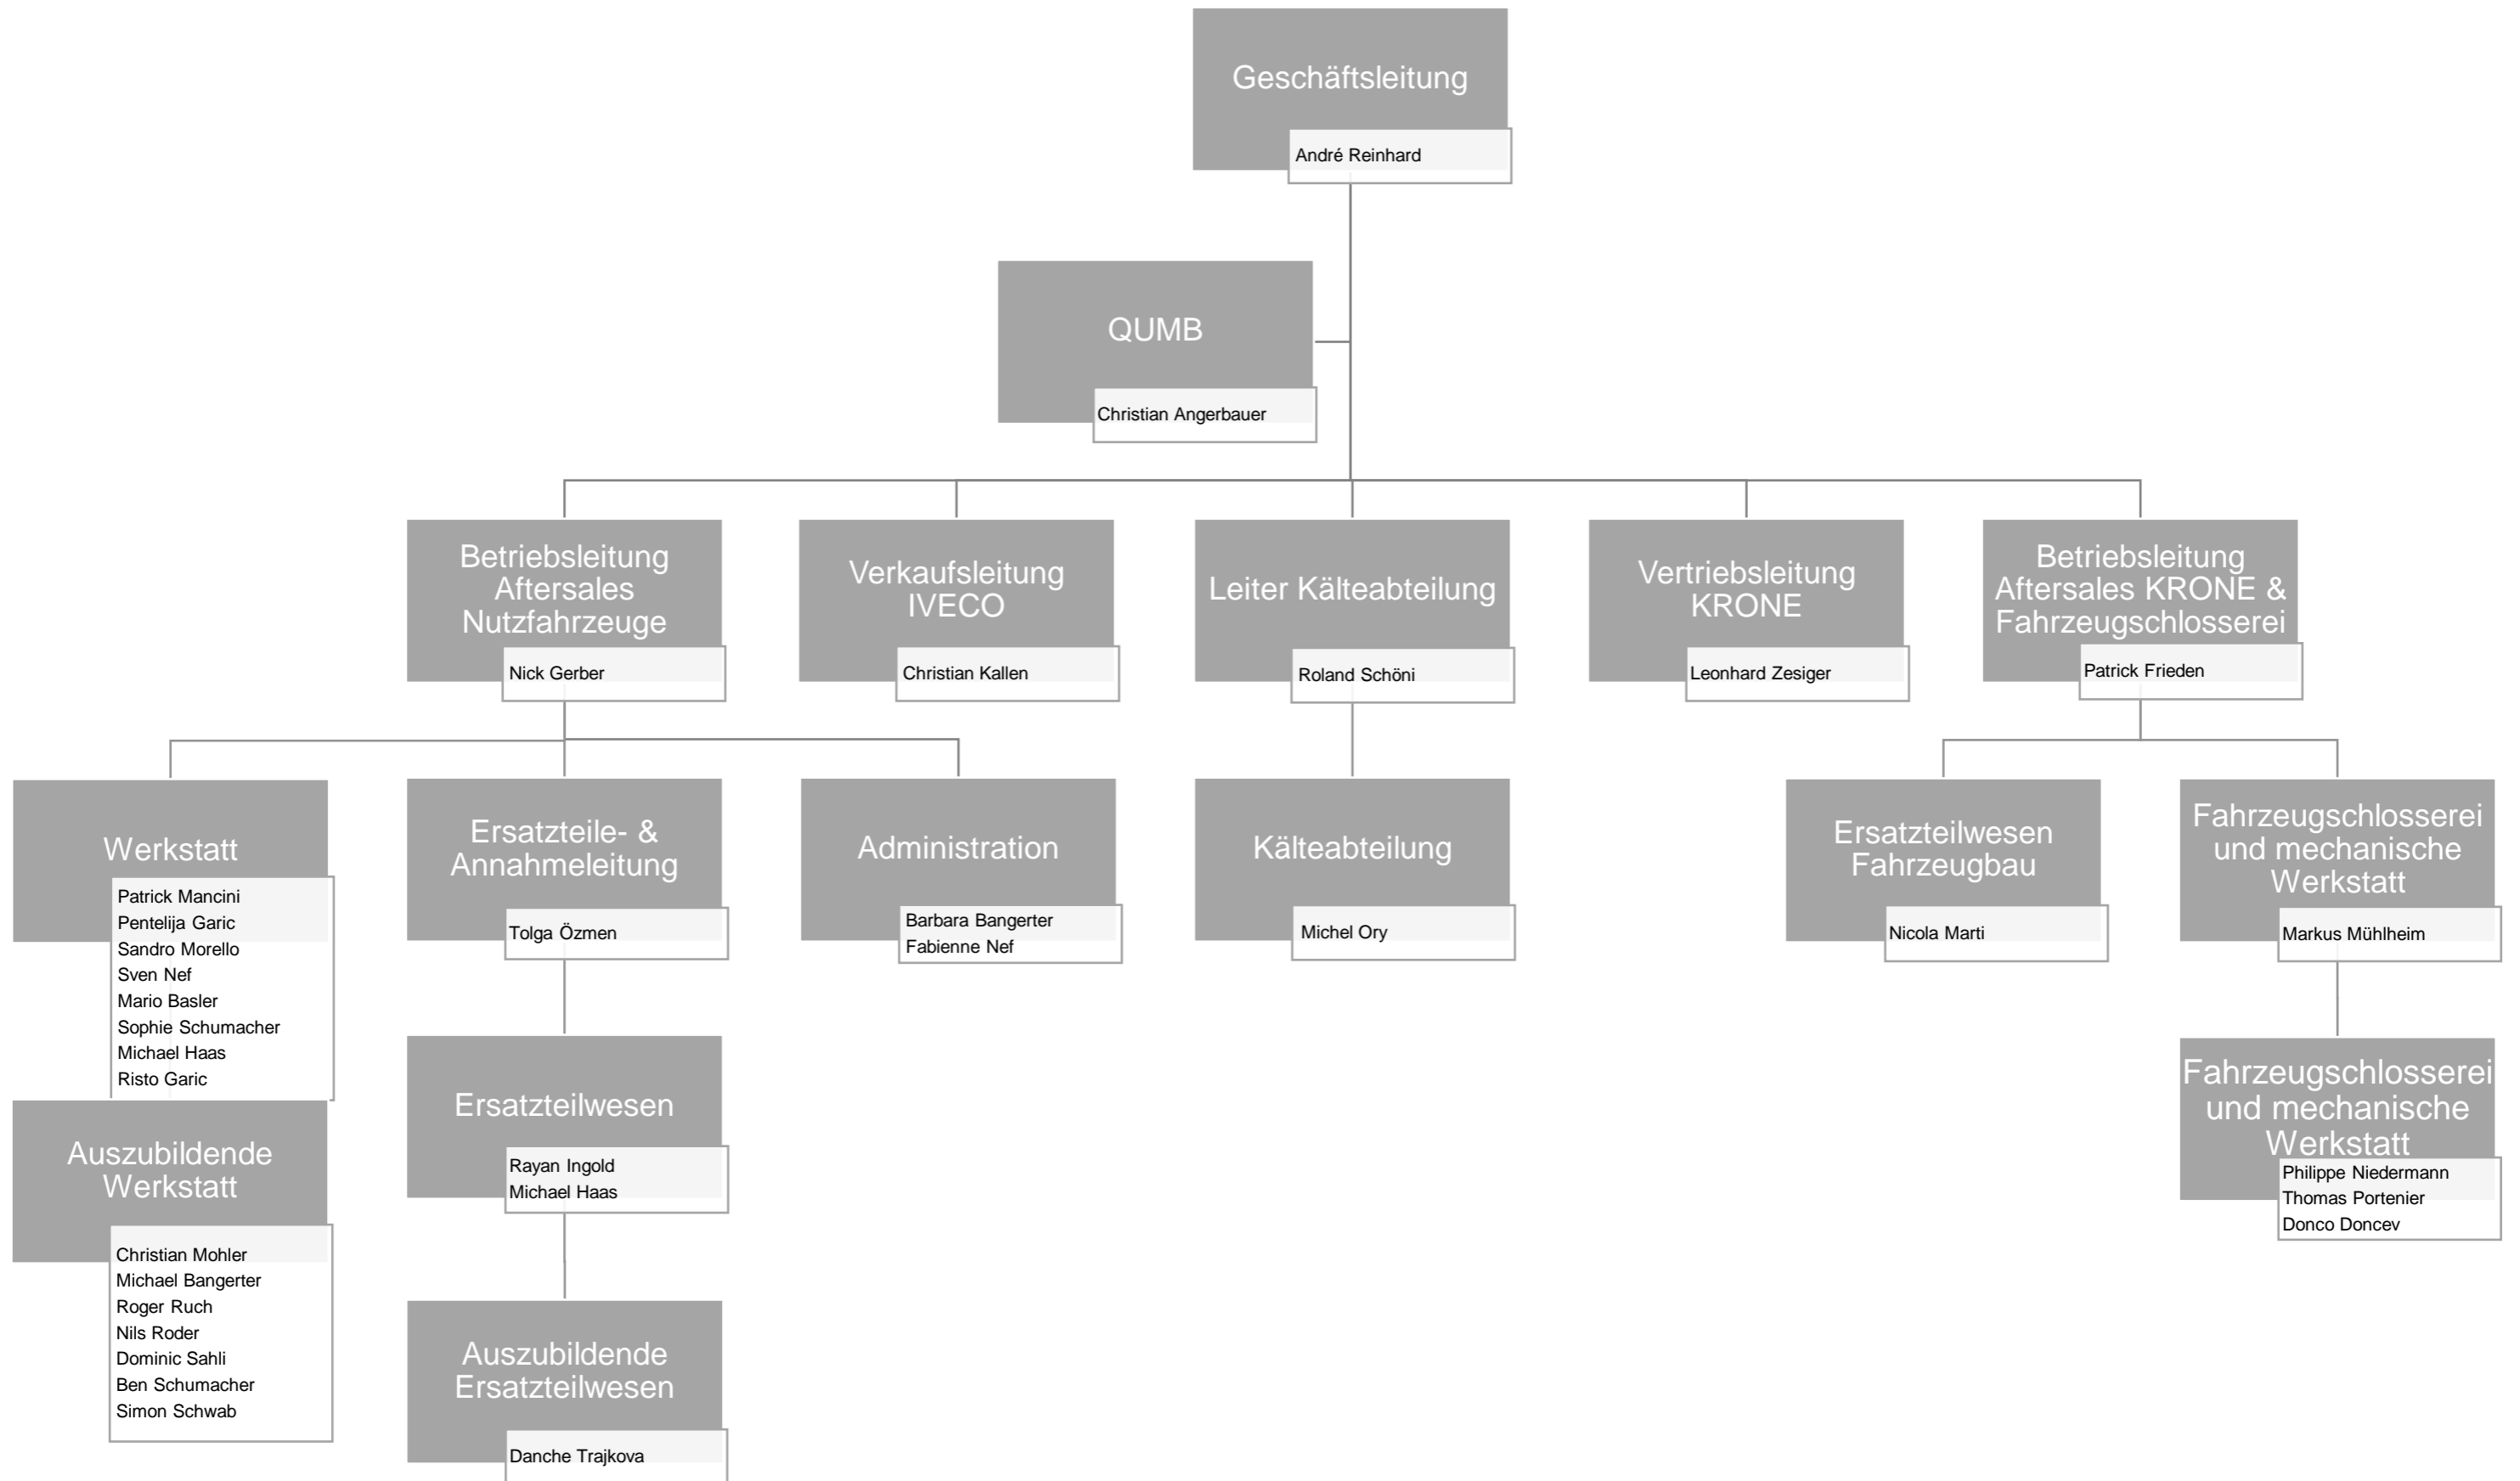 Geschäftsleitung
André Reinhard
QUMB
Christian Angerbauer
Betriebsleitung
Aftersales
Nutzfahrzeuge
Nick Gerber
Verkaufsleitung
IVECO
Christian Kallen
Leiter Kälteabteilung
Roland Schöni
Vertriebsleitung
KRONE
Leonhard Zesiger
Betriebsleitung
Aftersales KRONE &
Fahrzeugschlosserei
Patrick Frieden
Werkstatt
Patrick Mancini
Pentelija Garic
Sandro Morello
Sven Nef
Mario Basler
Sophie Schumacher
Michael Haas
Risto Garic
Ersatzteile- &
Annahmeleitung
Tolga Özmen
Administration
Barbara Bangerter
Fabienne Nef
Kälteabteilung
Michel Ory
Ersatzteilwesen
Fahrzeugbau
Nicola Marti
Fahrzeugschlosserei
und mechanische
Werkstatt
Markus Mühlheim
Auszubildende
Werkstatt
Christian Mohler
Michael Bangerter
Roger Ruch
Nils Roder
Dominic Sahli
Ben Schumacher
Simon Schwab
Ersatzteilwesen
Rayan Ingold
Michael Haas
Fahrzeugschlosserei
und mechanische
Werkstatt
Philippe Niedermann
Thomas Portenier
Donco Doncev
Auszubildende
Ersatzteilwesen
Danche Trajkova